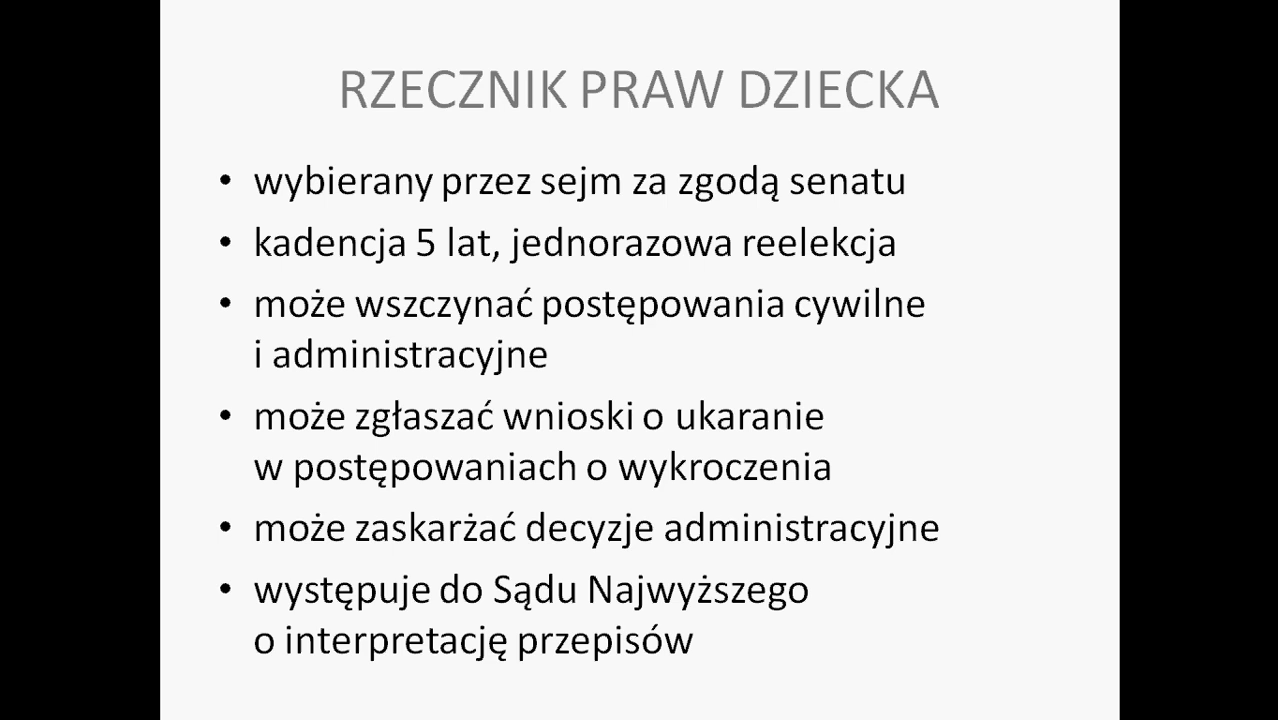 RZECZNIK PRAW DZIECKA
• wybierany przez sejm za zgodą senatu
• kadencja 5 lat, jednorazowa reelekcja
• może wszczynać postępowania cywilne
i administracyjne
• może zgłaszać wnioski o ukaranie
w postępowaniach o wykroczenia
• może zaskarżać decyzje administracyjne
• występuje do Sądu Najwyższego
o interpretację przepisów